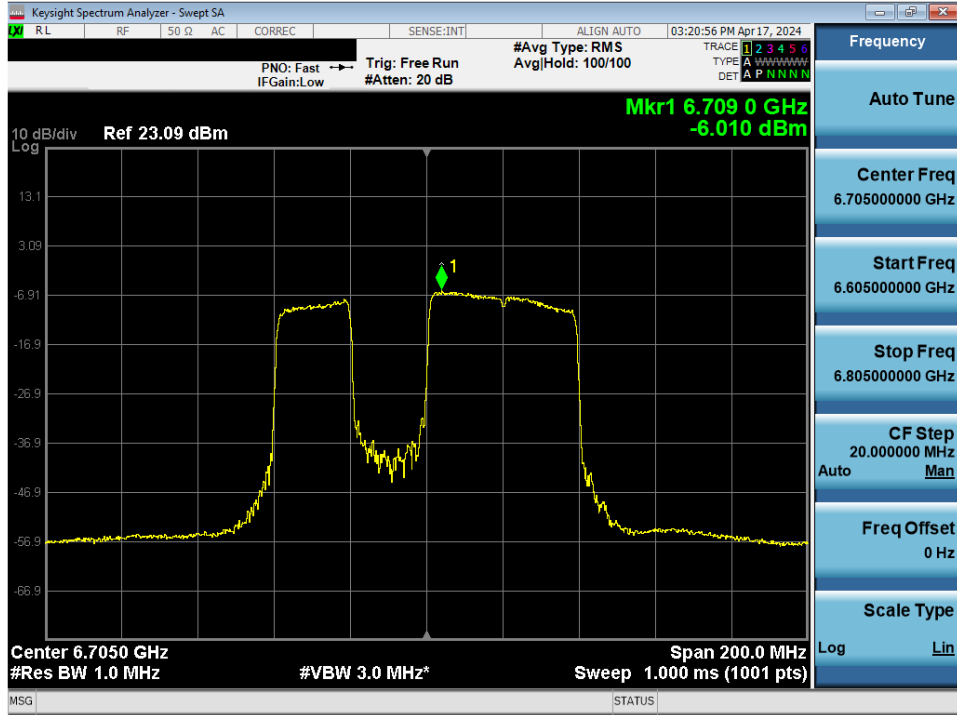 Keysight Spectrum Analyzer - Swept SA
LXI RL RF 50 Ω AC CORREC SENSE:INT ALIGN AUTO 03:20:56 PM Apr 17, 2024
PNO: Fast
IFGain:Low
Trig: Free Run
#Atten: 20 dB
#Avg Type: RMS
Avg|Hold: 100/100
TRACE 1 2 3 4 5 6
TYPE A WWWWW
DET A P N N N N
Mkr1 6.709 0 GHz
-6.010 dBm
10 dB/div Ref 23.09 dBm
Log
13.1
3.09
-6.91
-16.9
-26.9
-36.9
-46.9
-56.9
-66.9
1
Center 6.7050 GHz Span 200.0 MHz
#Res BW 1.0 MHz #VBW 3.0 MHz* Sweep 1.000 ms (1001 pts)
MSG STATUS
Frequency
Auto Tune
Center Freq
6.705000000 GHz
Start Freq
6.605000000 GHz
Stop Freq
6.805000000 GHz
CF Step
20.000000 MHz
Auto Man
Freq Offset
0 Hz
Scale Type
Log Lin